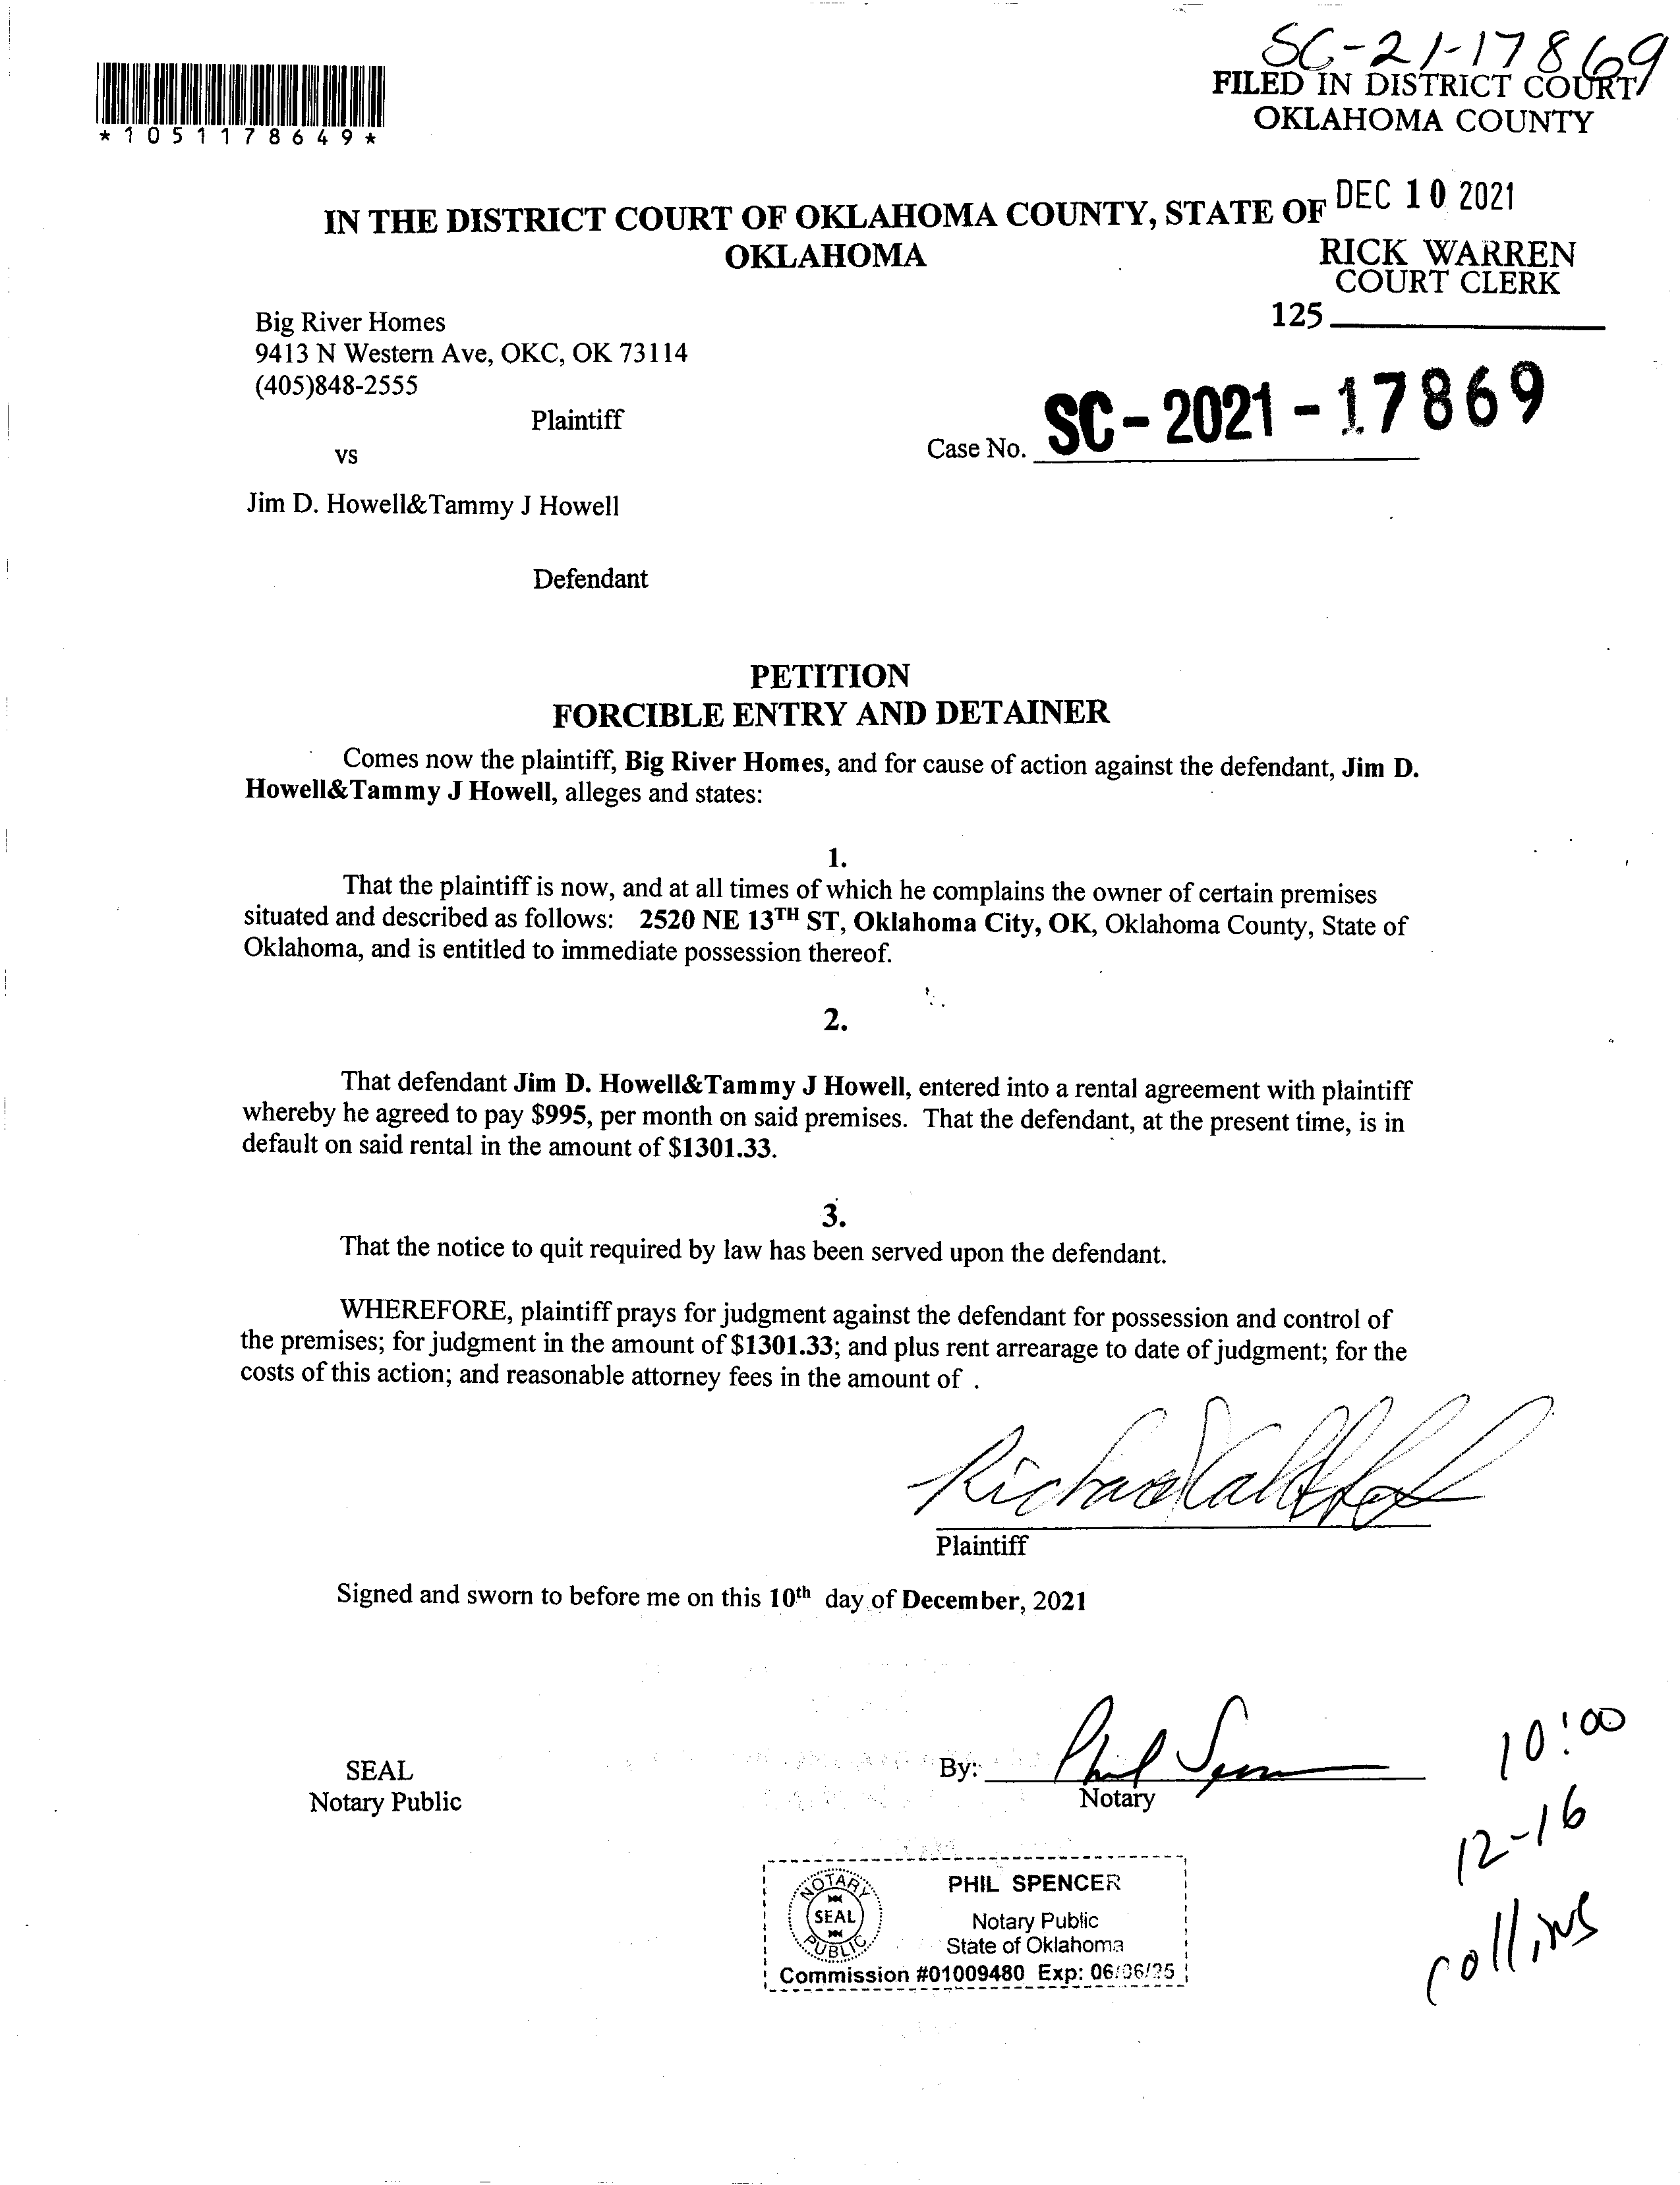 SC-21-17869
FILED IN DISTRICT COURT
OKLAHOMA COUNTY
*1051178649*
DEC 10 2021
IN THE DISTRICT COURT OF OKLAHOMA COUNTY, STATE OF
OKLAHOMA
RICK WARREN
COURT CLERK
125
Big River Homes
9413 N Western Ave, OKC, OK 73114
(405)848-2555
Plaintiff
vs
Case No. SC-2021-17869
Jim D. Howell&Tammy J Howell
Defendant
PETITION
FORCIBLE ENTRY AND DETAINER
Comes now the plaintiff, Big River Homes, and for cause of action against the defendant, Jim D.
Howell&Tammy J Howell, alleges and states:
1.
That the plaintiff is now, and at all times of which he complains the owner of certain premises
situated and described as follows: 2520 NE 13TH ST, Oklahoma City, OK, Oklahoma County, State of
Oklahoma, and is entitled to immediate possession thereof.
2.
That defendant Jim D. Howell&Tammy J Howell, entered into a rental agreement with plaintiff
whereby he agreed to pay $995, per month on said premises. That the defendant, at the present time, is in
default on said rental in the amount of $1301.33.
3.
That the notice to quit required by law has been served upon the defendant.
WHEREFORE, plaintiff prays for judgment against the defendant for possession and control of
the premises; for judgment in the amount of $1301.33; and plus rent arrearage to date of judgment; for the
costs of this action; and reasonable attorney fees in the amount of .
Plaintiff
Signed and sworn to before me on this 10th day of December, 2021
10:00
SEAL
By: Phil Spencer
Notary Public
Notary
12-16
collins
NOTARY
SEAL
PUBLIC
PHIL SPENCER
Notary Public
State of Oklahoma
Commission #01009480 Exp: 06/06/25